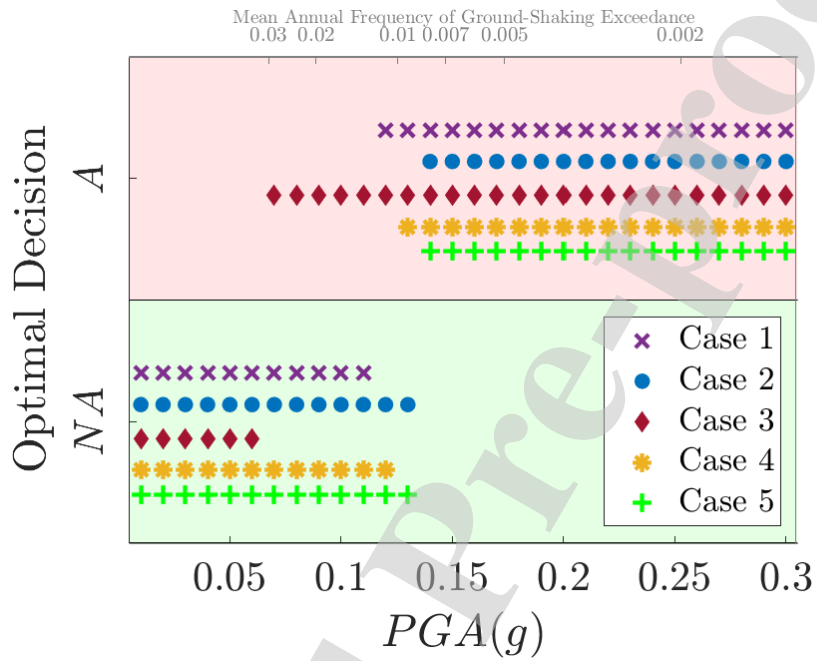 Mean Annual Frequency of Ground-Shaking Exceedance
0.03 0.02 0.01 0.007 0.005 0.002
Optimal Decision
A
NA
Case 1
Case 2
Case 3
Case 4
Case 5
0.05 0.1 0.15 0.2 0.25 0.3
PGA(g)
Pre-proo